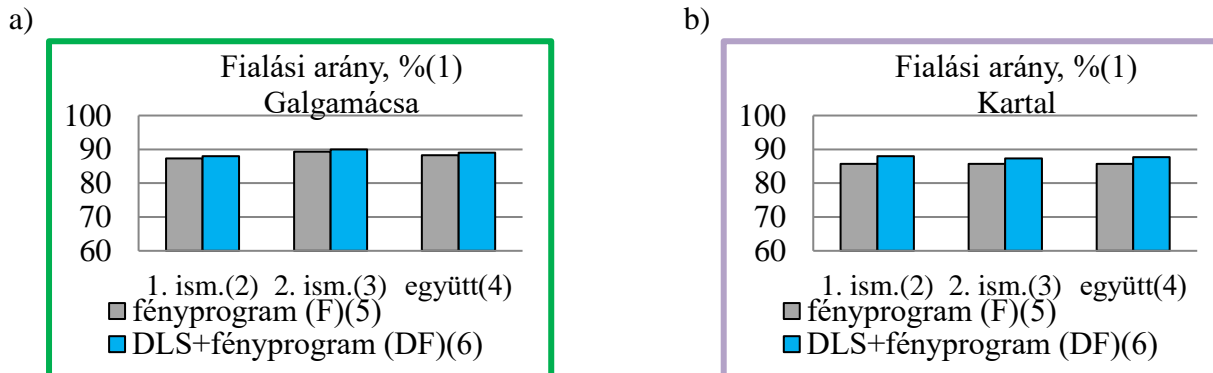 a)
Fialási arány, %(1)
Galgamácsa
100
90
80
70
60
1. ism.(2) 2. ism.(3) együtt(4)
fényprogram (F)(5)
DLS+fényprogram (DF)(6)
b)
Fialási arány, %(1)
Kartal
100
90
80
70
60
1. ism.(2) 2. ism.(3) együtt(4)
fényprogram (F)(5)
DLS+fényprogram (DF)(6)